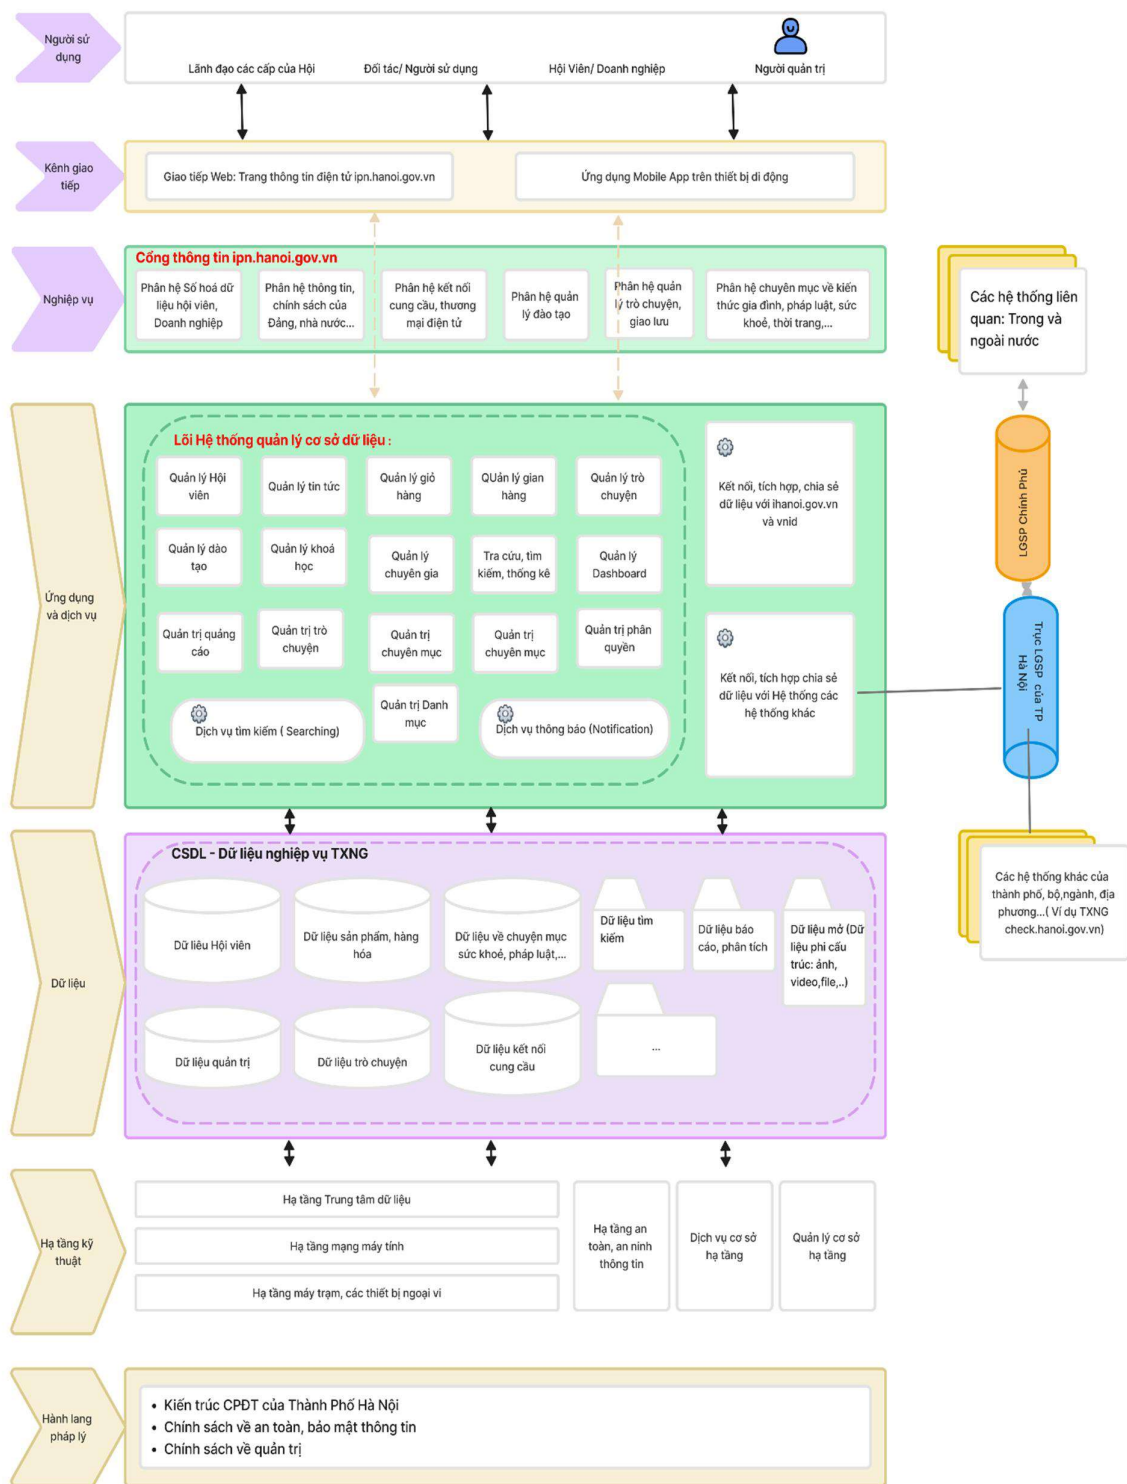 Người sử
dụng
Lãnh đạo các cấp của Hội
Đối tác/ Người sử dụng
Hội Viên/ Doanh nghiệp
Người quản trị
Kênh giao
tiếp
Giao tiếp Web: Trang thông tin điện tử ipn.hanoi.gov.vn
Ứng dụng Mobile App trên thiết bị di động
Nghiệp vụ
Cổng thông tin ipn.hanoi.gov.vn
Phân hệ Số hoá dữ
liệu hội viên,
Doanh nghiệp
Phân hệ thông tin,
chính sách của
Đảng, nhà nước...
Phân hệ kết nối
cung cầu, thương
mại điện tử
Phân hệ quản
lý đào tạo
Phân hệ quản
lý trò chuyện,
giao lưu
Phân hệ chuyên mục về kiến
thức gia đình, pháp luật, sức
khoẻ, thời trang,...
Các hệ thống liên
quan: Trong và
ngoài nước
Ứng dụng
và dịch vụ
Lõi Hệ thống quản lý cơ sở dữ liệu :
Quản lý Hội
viên
Quản lý tin tức
Quản lý giỏ
hàng
QUản lý gian
hàng
Quản lý trò
chuyện
Quản lý dào
tạo
Quản lý khoá
học
Quản lý
chuyên gia
Tra cứu, tìm
kiếm, thống kê
Quản lý
Dashboard
Quản trị quảng
cáo
Quản trị trò
chuyện
Quản trị
chuyên mục
Quản trị
chuyên mục
Quản trị phân
quyền
Dịch vụ tìm kiếm ( Searching)
Quản trị Danh
mục
Dịch vụ thông báo (Notification)
Kết nối, tích hợp, chia sẻ
dữ liệu với ihanoi.gov.vn
và vnid
Kết nối, tích hợp chia sẻ
dữ liệu với Hệ thống các
hệ thống khác
LGSP Chính Phủ
Trục LGSP của TP
Hà Nội
Các hệ thống khác của
thành phố, bộ,ngành, địa
phương...( Ví dụ TXNG
check.hanoi.gov.vn)
Dữ liệu
CSDL - Dữ liệu nghiệp vụ TXNG
Dữ liêu Hội viên
Dữ liệu sản phẩm, hàng
hóa
Dữ liệu về chuyện mục
sức khoẻ, pháp luật,...
Dữ liệu tìm
kiếm
Dữ liệu báo
cáo, phân tích
Dữ liệu mở (Dữ
liệu phi cấu
trúc: ảnh,
video,file,..)
Dữ liệu quản trị
Dữ liệu trò chuyện
Dữ liệu kết nối
cung cầu
...
Hạ tầng kỹ
thuật
Hạ tầng Trung tâm dữ liệu
Hạ tầng mạng máy tính
Hạ tầng máy trạm, các thiết bị ngoại vi
Hạ tầng an
toàn, an ninh
thông tin
Dịch vụ cơ sở
hạ tầng
Quản lý cơ sở
hạ tầng
Hành lang
pháp lý
• Kiến trúc CPĐT của Thành Phố Hà Nội
• Chính sách về an toàn, bảo mật thông tin
• Chính sách về quản trị